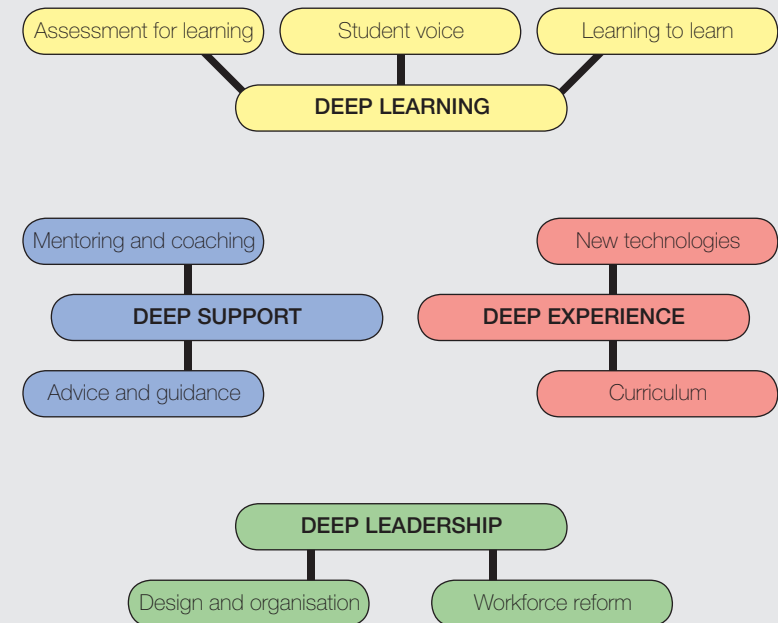 Assessment for learning
Student voice
Learning to learn
DEEP LEARNING
Mentoring and coaching
New technologies
DEEP SUPPORT
DEEP EXPERIENCE
Advice and guidance
Curriculum
DEEP LEADERSHIP
Design and organisation
Workforce reform